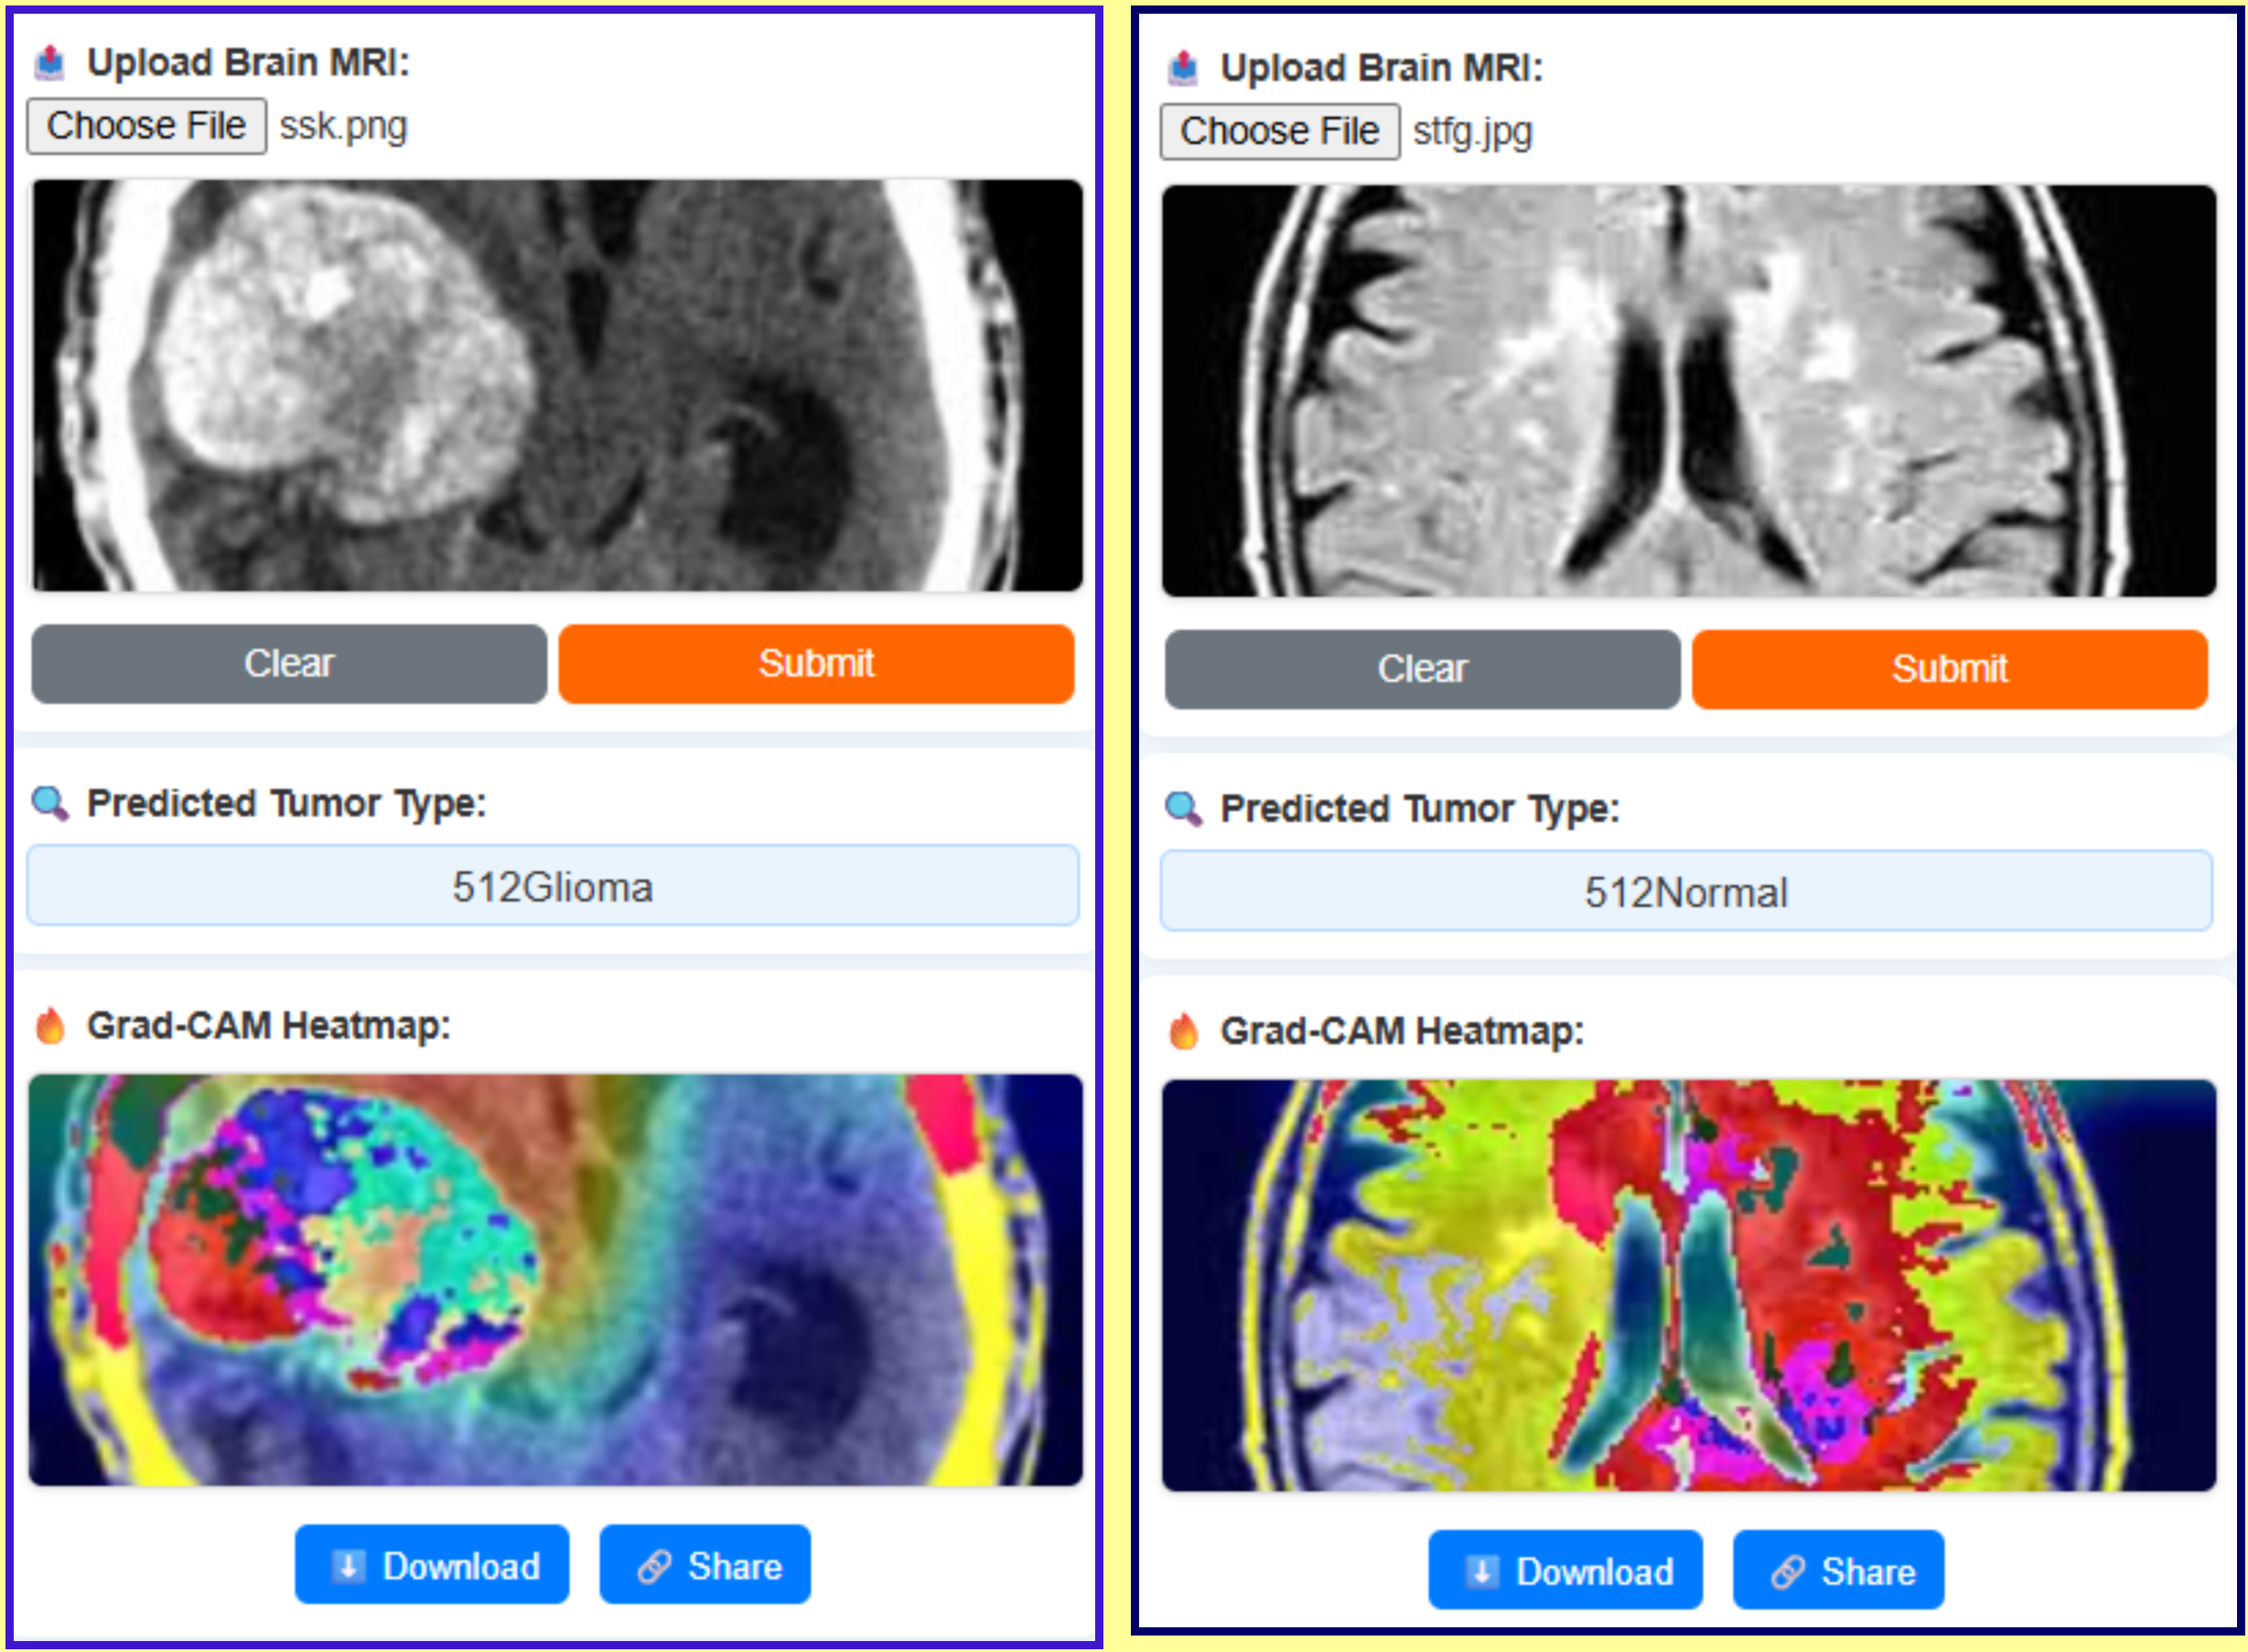 Upload Brain MRI:
Choose File ssk.png
Clear
Submit
Predicted Tumor Type:
512Glioma
Grad-CAM Heatmap:
Download
Share
Upload Brain MRI:
Choose File stfg.jpg
Clear
Submit
Predicted Tumor Type:
512Normal
Grad-CAM Heatmap:
Download
Share